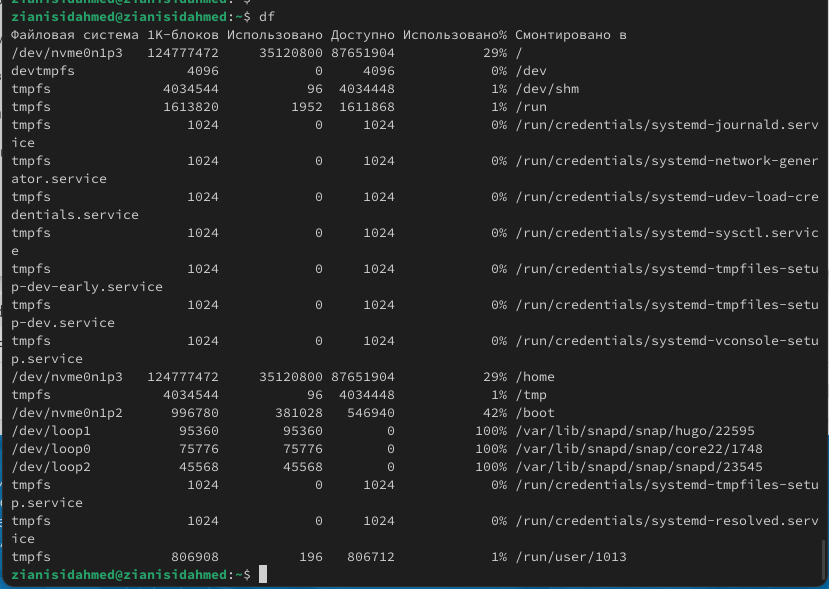 zianisidahmed@zianisidahmed:~$
zianisidahmed@zianisidahmed:~$ df
Файловая система 1K-блоков Использовано Доступно Использовано% Смонтировано в
/dev/nvme0n1p3 124777472 35120800 87651904 29% /
devtmpfs 4096 0 4096 0% /dev
tmpfs 4034544 96 4034448 1% /dev/shm
tmpfs 1613820 1952 1611868 1% /run
tmpfs 1024 0 1024 0% /run/credentials/systemd-journald.serv
ice
tmpfs 1024 0 1024 0% /run/credentials/systemd-network-gener
ator.service
tmpfs 1024 0 1024 0% /run/credentials/systemd-udev-load-cre
dentials.service
tmpfs 1024 0 1024 0% /run/credentials/systemd-sysctl.servic
e
tmpfs 1024 0 1024 0% /run/credentials/systemd-tmpfiles-setu
p-dev-early.service
tmpfs 1024 0 1024 0% /run/credentials/systemd-tmpfiles-setu
p-dev.service
tmpfs 1024 0 1024 0% /run/credentials/systemd-vconsole-setu
p.service
/dev/nvme0n1p3 124777472 35120800 87651904 29% /home
tmpfs 4034544 96 4034448 1% /tmp
/dev/nvme0n1p2 996780 381028 546940 42% /boot
/dev/loop1 95360 95360 0 100% /var/lib/snapd/snap/hugo/22595
/dev/loop0 75776 75776 0 100% /var/lib/snapd/snap/core22/1748
/dev/loop2 45568 45568 0 100% /var/lib/snapd/snap/snapd/23545
tmpfs 1024 0 1024 0% /run/credentials/systemd-tmpfiles-setu
p.service
tmpfs 1024 0 1024 0% /run/credentials/systemd-resolved.serv
ice
tmpfs 806908 196 806712 1% /run/user/1013
zianisidahmed@zianisidahmed:~$